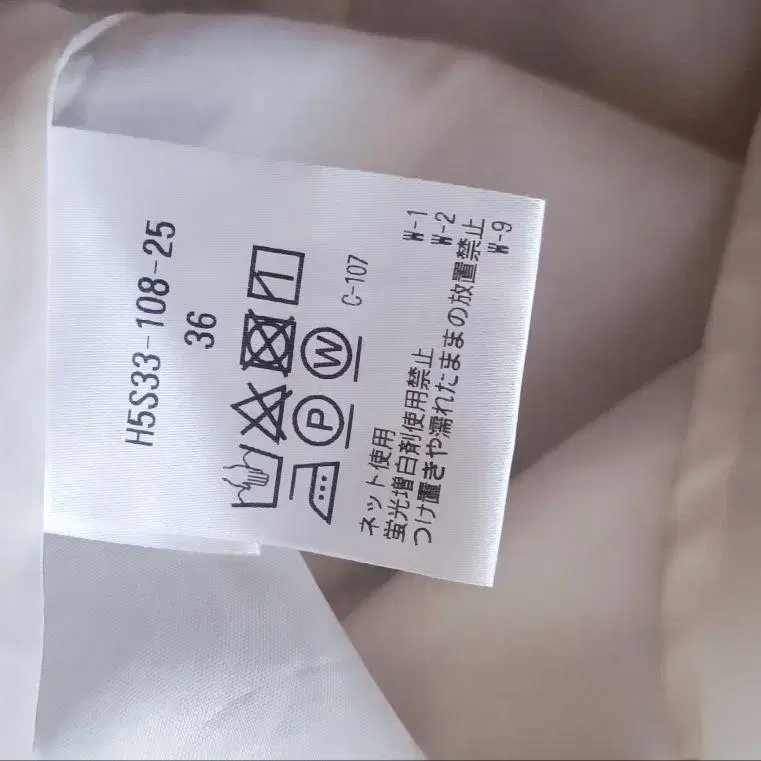 H5S33-108-25
36
P
W
C-107
ネット使用
W-1
蛍光増白剤使用禁止
W-2
つけ置きや濡れたままの放置禁止
W-9